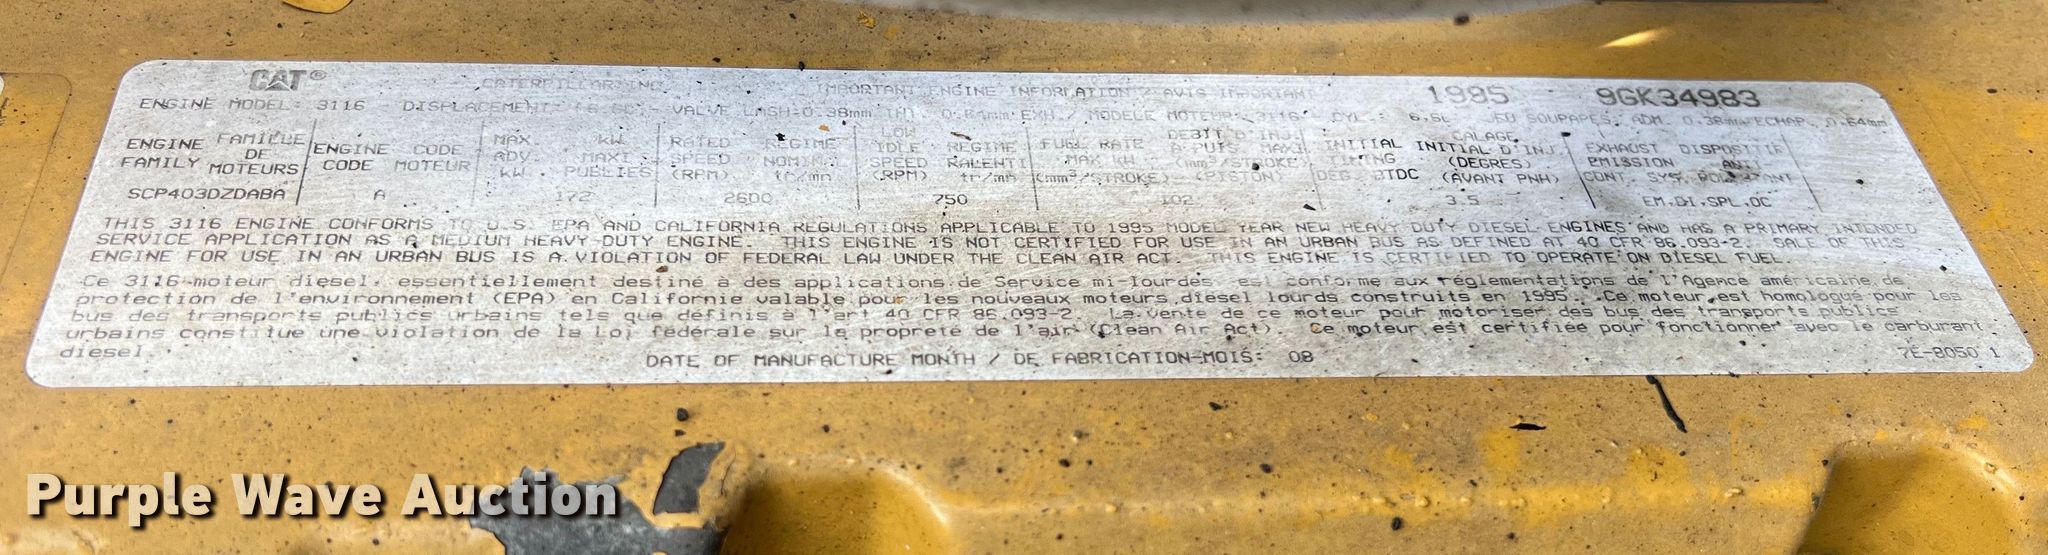 CAT® CATERPILLAR INC. IMPORTANT ENGINE INFORMATION / AVIS IMPORTANT 1995 9GK34983
ENGINE MODEL: 3116 DISPLACEMENT: 6.6L VALVE LASH-0.38mm INT. 0.64mm EXH./ MODELE MOTEUR: 3116 CYL.: 6,6L JEU SOUPAPES, ADM. 0.38mm ECHAP. 0.64mm
ENGINE FAMILY FAMILLE DE MOTEURS
ENGINE CODE CODE MOTEUR
MAX. ADV. KW. KW MAXI PUBLIES
RATED SPEED (RPM) REGIME NOMIN. tr/mn
LOW IDLE SPEED (RPM) REGIME RALENTI tr/mn
FUEL RATE MAX KW (mm³/STROKE) DEBIT D'INJ. A PUIS MAXI (mm³/STROKE) (PISTON)
INITIAL TIMING DEG. BTDC CALAGE INITIAL D'INJ. (DEGRES) (AVANT PNH)
EXHAUST EMISSION CONT. SYS. DISPOSITIF ANTI POLLUTANT
SCP403DZDABA A 172 2600 750 102 3.5 EM,DI,SPL,OC
THIS 3116 ENGINE CONFORMS TO U.S. EPA AND CALIFORNIA REGULATIONS APPLICABLE TO 1995 MODEL YEAR NEW HEAVY DUTY DIESEL ENGINES AND HAS A PRIMARY INTENDED
SERVICE APPLICATION AS A MEDIUM HEAVY-DUTY ENGINE. THIS ENGINE IS NOT CERTIFIED FOR USE IN AN URBAN BUS AS DEFINED AT 40 CFR 86.093-2. SALE OF THIS
ENGINE FOR USE IN AN URBAN BUS IS A VIOLATION OF FEDERAL LAW UNDER THE CLEAN AIR ACT. THIS ENGINE IS CERTIFIED TO OPERATE ON DIESEL FUEL.
Ce 3116 moteur diesel, essentiellement destiné à des applications de Service mi-lourdes est conforme aux réglementations de l'Agence américaine de
protection de l'environnement (EPA) en Californie valable pour les nouveaux moteurs diesel lourds construits en 1995. Ce moteur est homologué pour les
bus des transports publics urbains tels que définis à l'art 40 CFR 86.093-2. La vente de ce moteur pour motoriser des bus des transports publics
urbains constitue une violation de la Loi fédérale sur la propreté de l'air (Clean Air Act). Ce moteur est certifiée pour fonctionner avec le carburant
diesel.
DATE OF MANUFACTURE MONTH / DE FABRICATION-MOIS: 08
7E-8050 1
Purple Wave Auction